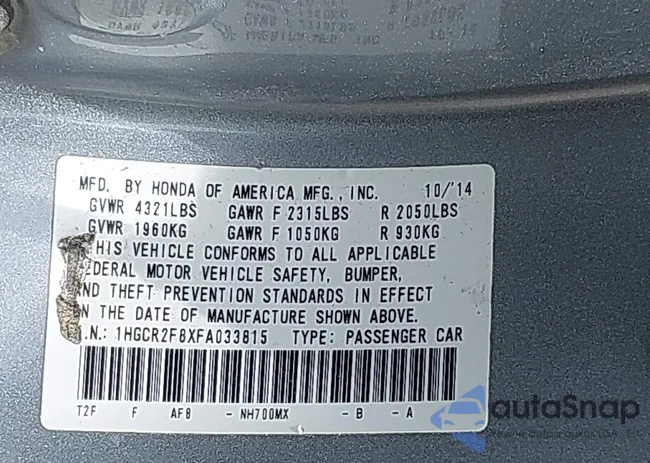 MFD. BY HONDA OF AMERICA MFG., INC. 10/'14
GVWR 4321LBS GAWR F 2315LBS R 2050LBS
GVWR 1960KG GAWR F 1050KG R 930KG
HIS VEHICLE CONFORMS TO ALL APPLICABLE
EDERAL MOTOR VEHICLE SAFETY, BUMPER,
ND THEFT PREVENTION STANDARDS IN EFFECT
N THE DATE OF MANUFACTURE SHOWN ABOVE.
.N.: 1HGCR2F8XFA033815 TYPE: PASSENGER CAR
T2F F AF8 - NH700MX - B - A
autaSnap